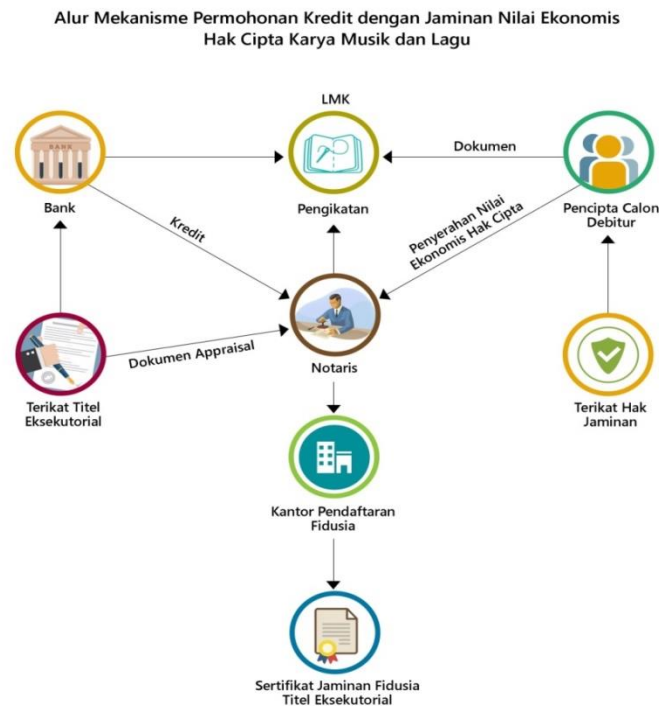 Alur Mekanisme Permohonan Kredit dengan Jaminan Nilai Ekonomis
Hak Cipta Karya Musik dan Lagu
LMK
BANK
Dokumen
Bank
Pengikatan
Pencipta Calon
Debitur
Kredit
Penyerahan Nilai
Ekonomis Hak Cipta
Dokumen Appraisal
Notaris
Terikat Titel
Eksekutorial
Terikat Hak
Jaminan
Kantor Pendaftaran
Fidusia
Sertifikat Jaminan Fidusia
Titel Eksekutorial